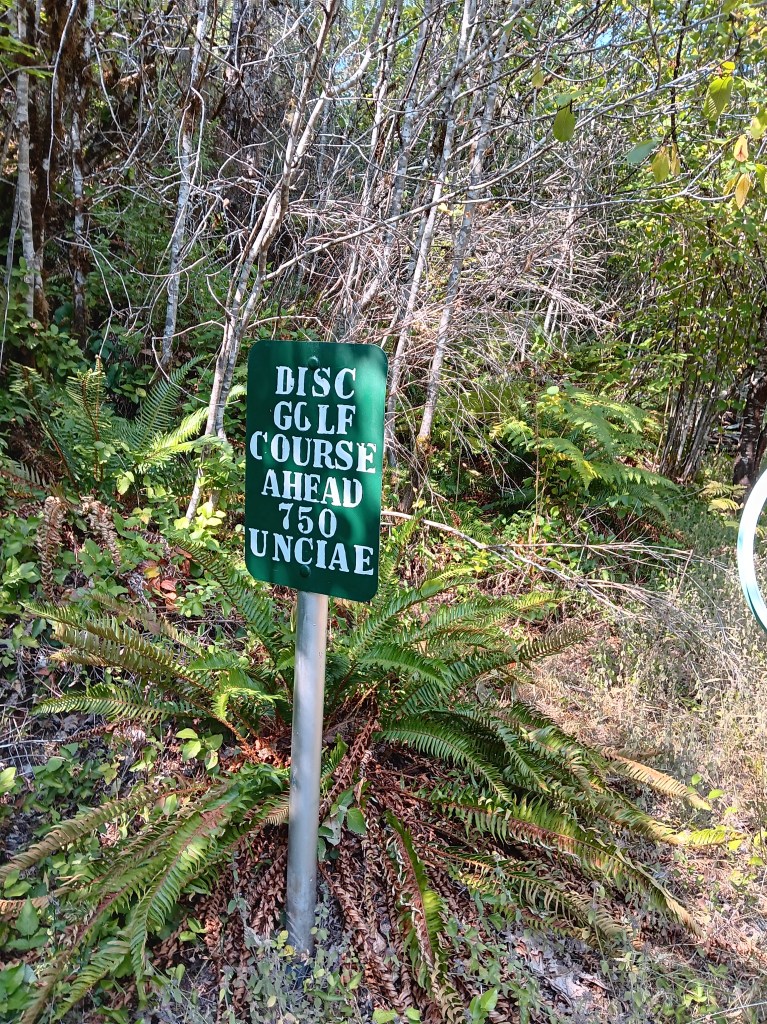 DISC
GOLF
COURSE
AHEAD
750
UNCIAE